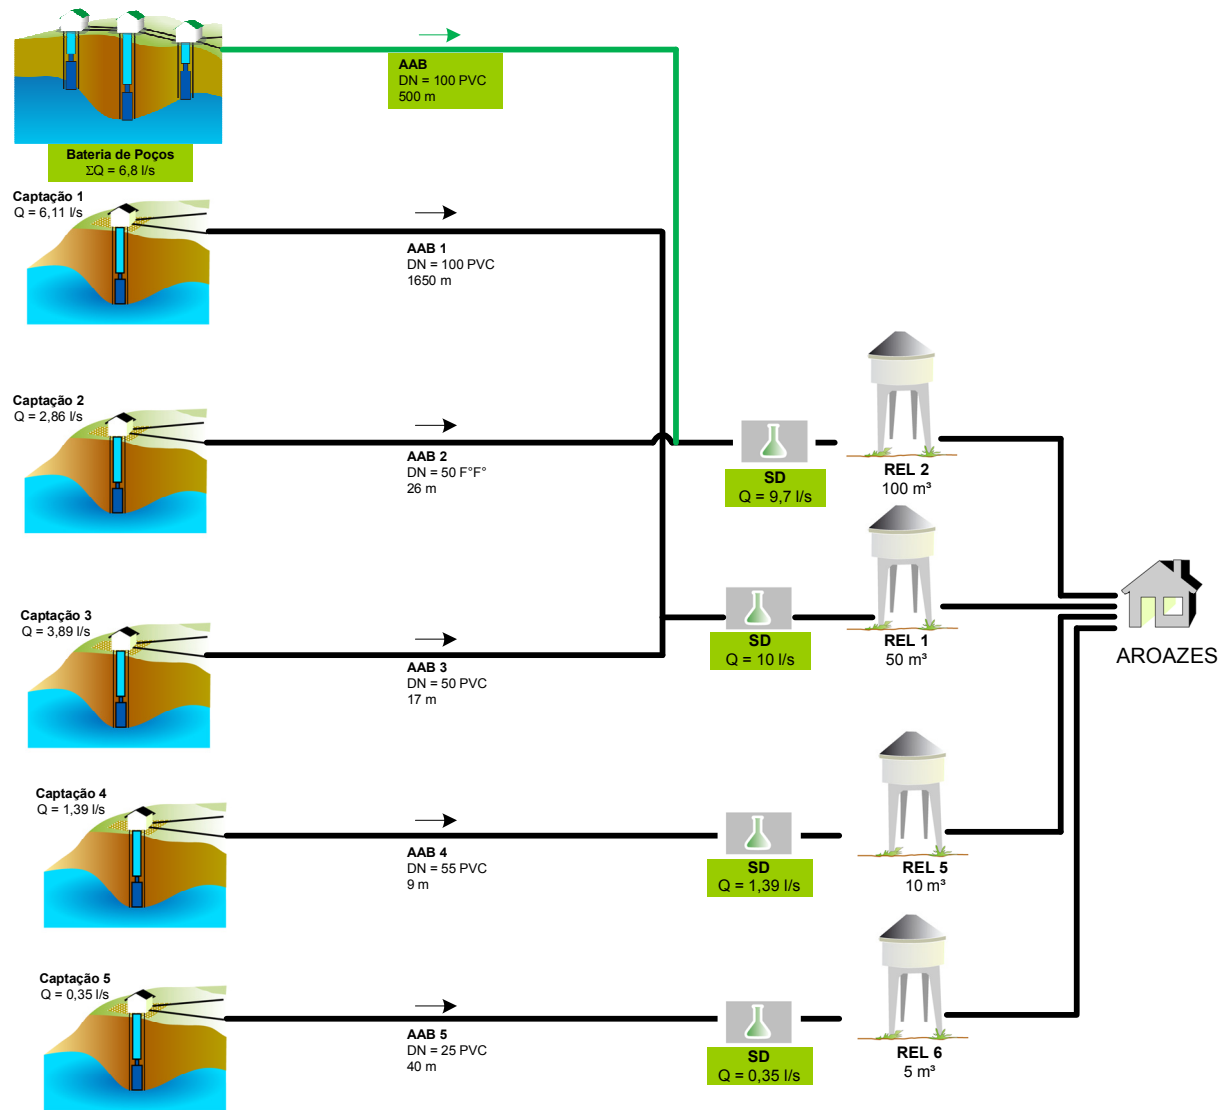 AAB
DN = 100 PVC
500 m
Bateria de Poços
ΣQ = 6,8 l/s
Captação 1
Q = 6,11 l/s
AAB 1
DN = 100 PVC
1650 m
Captação 2
Q = 2,86 l/s
AAB 2
DN = 50 F°F°
26 m
SD
Q = 9,7 l/s
REL 2
100 m³
Captação 3
Q = 3,89 l/s
AAB 3
DN = 50 PVC
17 m
SD
Q = 10 l/s
REL 1
50 m³
AROAZES
Captação 4
Q = 1,39 l/s
AAB 4
DN = 55 PVC
9 m
SD
Q = 1,39 l/s
REL 5
10 m³
Captação 5
Q = 0,35 l/s
AAB 5
DN = 25 PVC
40 m
SD
Q = 0,35 l/s
REL 6
5 m³